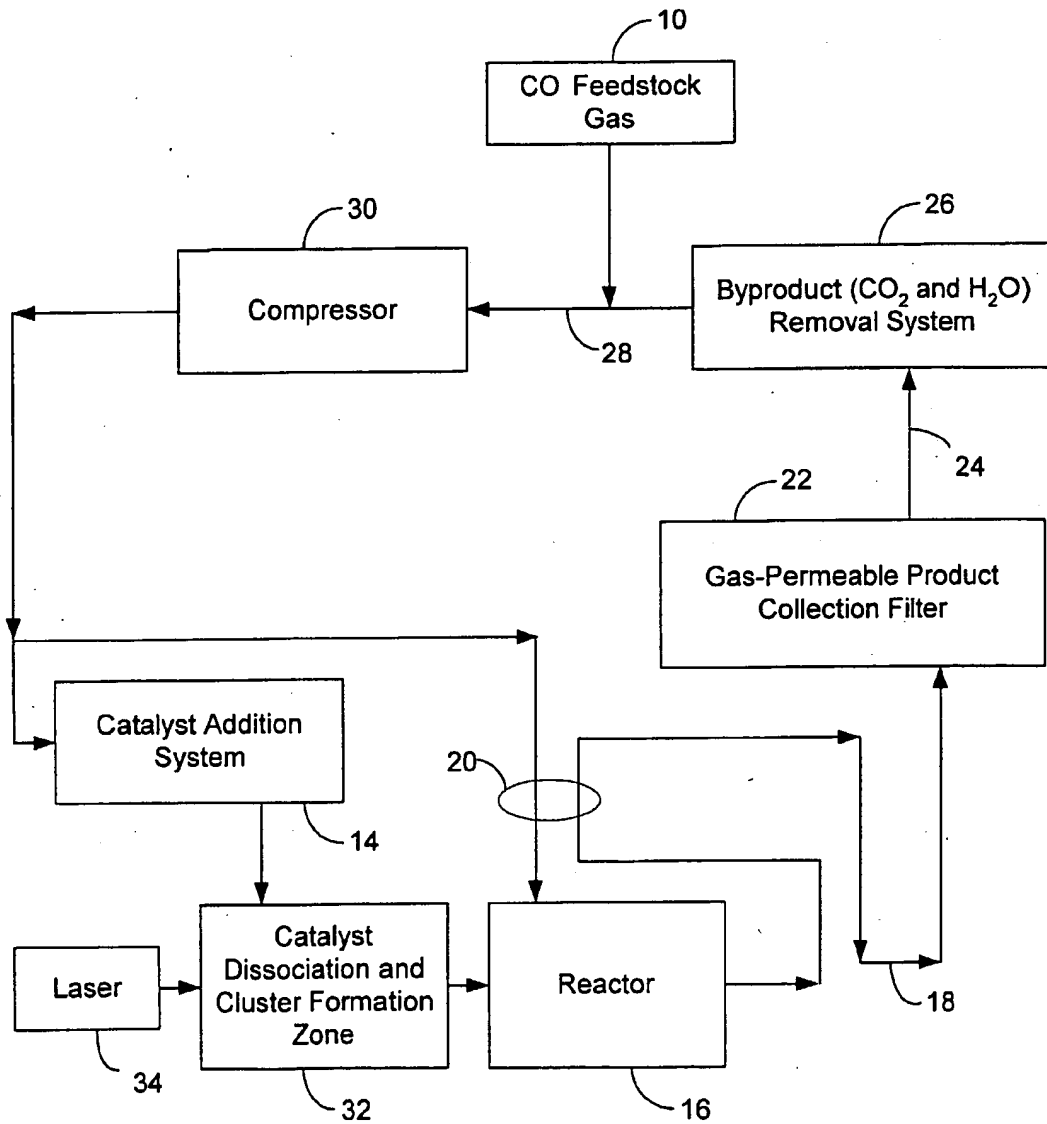 10
CO Feedstock
Gas
30
26
Compressor
Byproduct (CO₂ and H₂O)
Removal System
28
24
22
Gas-Permeable Product
Collection Filter
Catalyst Addition
System
20
14
Catalyst
Dissociation and
Cluster Formation
Zone
Laser
Reactor
18
34
32
16